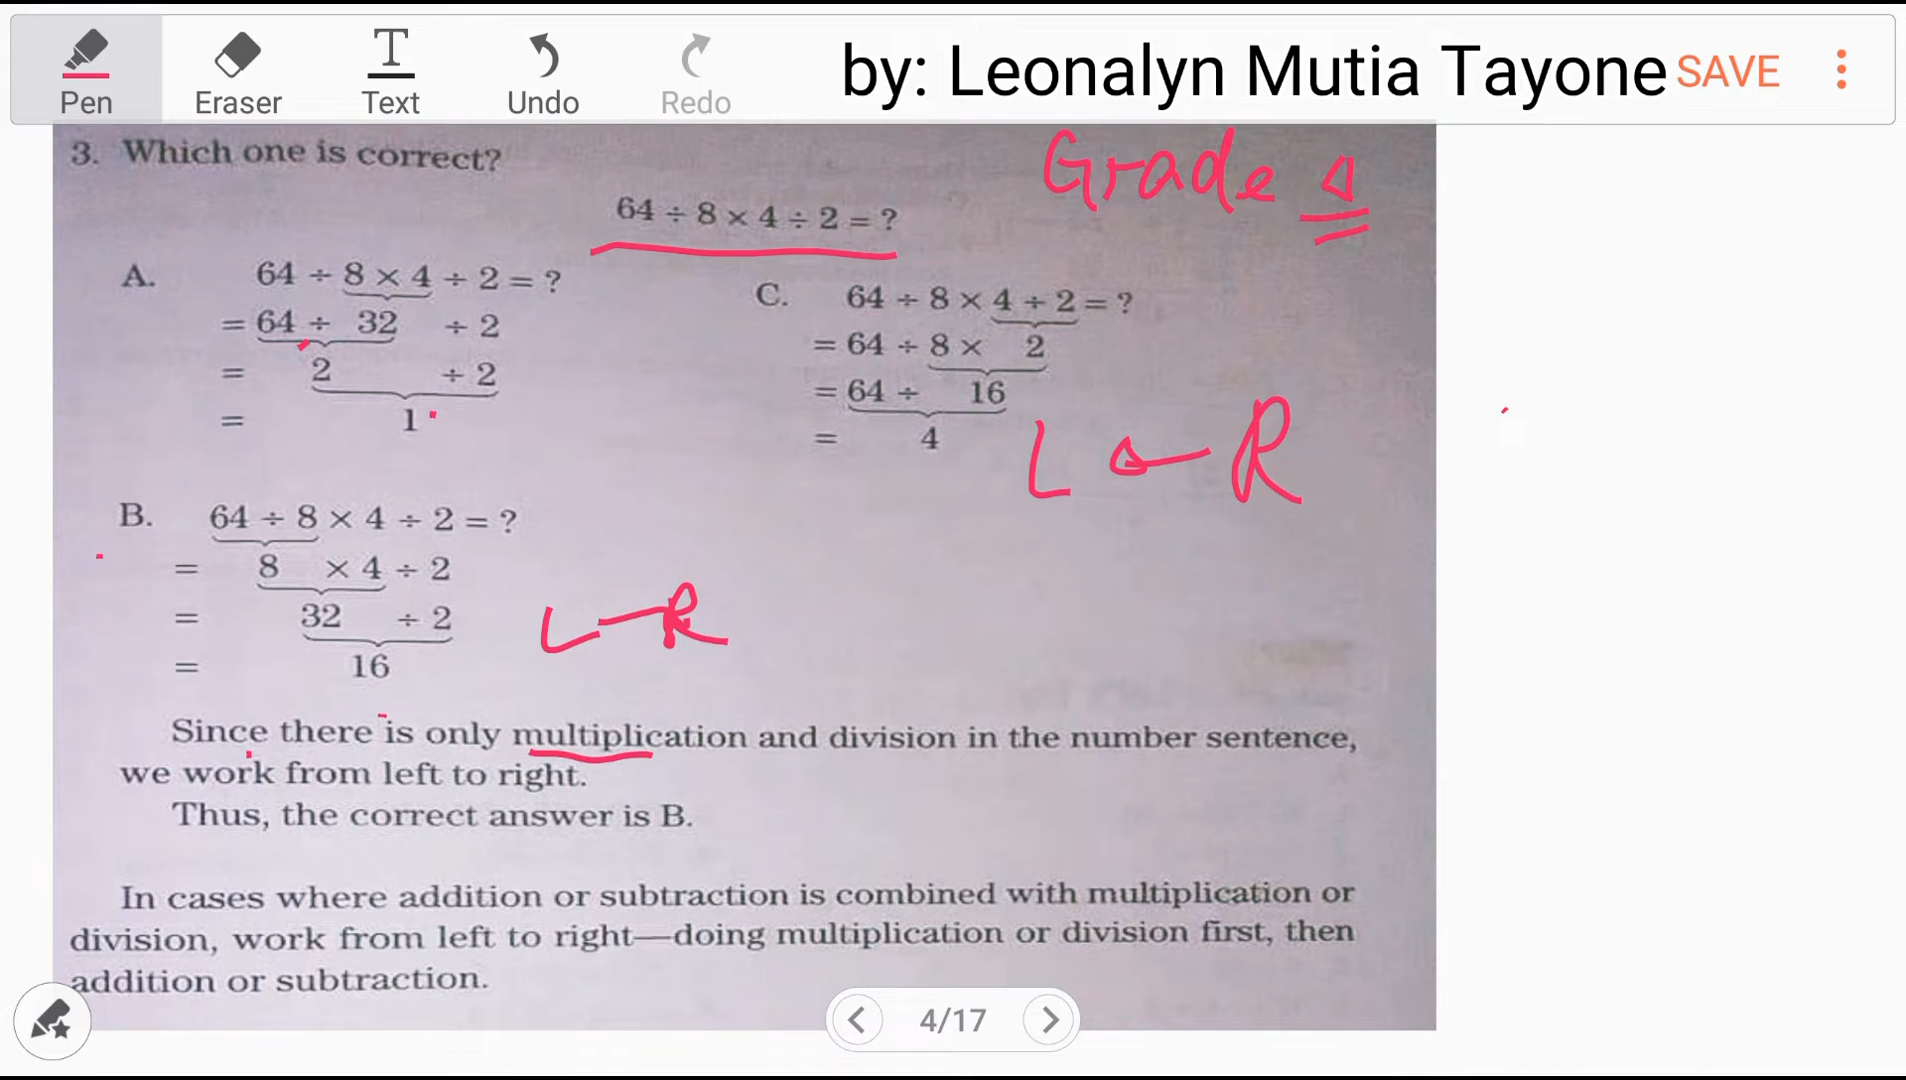 Pen
Eraser
Text
Undo
Redo
by: Leonalyn Mutia Tayone
SAVE
3. Which one is correct?
Grade 4
64 ÷ 8 × 4 ÷ 2 = ?
A. 64 ÷ 8 × 4 ÷ 2 = ?
= 64 ÷ 32 ÷ 2
= 2 ÷ 2
= 1
C. 64 ÷ 8 × 4 ÷ 2 = ?
= 64 ÷ 8 × 2
= 64 ÷ 16
= 4
L ← R
B. 64 ÷ 8 × 4 ÷ 2 = ?
= 8 × 4 ÷ 2
= 32 ÷ 2
= 16
L – R
Since there is only multiplication and division in the number sentence,
we work from left to right.
Thus, the correct answer is B.
In cases where addition or subtraction is combined with multiplication or
division, work from left to right—doing multiplication or division first, then
addition or subtraction.
4/17